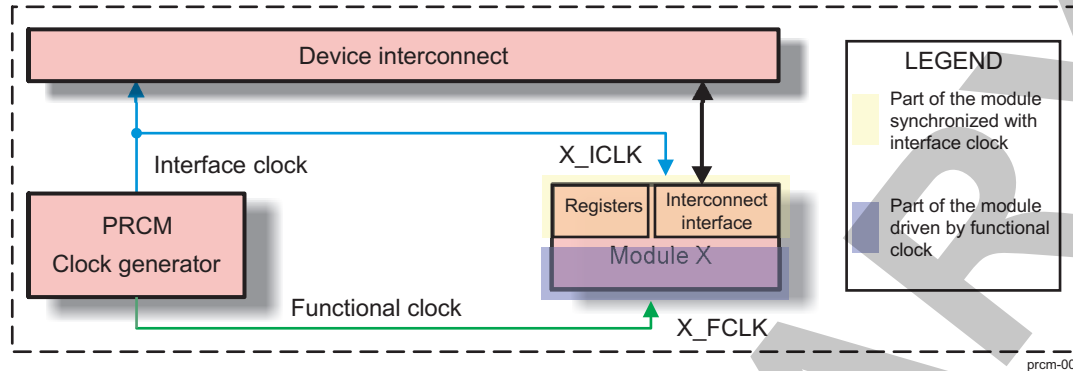 Device interconnect
LEGEND
Part of the module
synchronized with
interface clock
Part of the module
driven by functional
clock
Interface clock
X_ICLK
PRCM
Clock generator
Registers
Interconnect
interface
Module X
Functional clock
X_FCLK